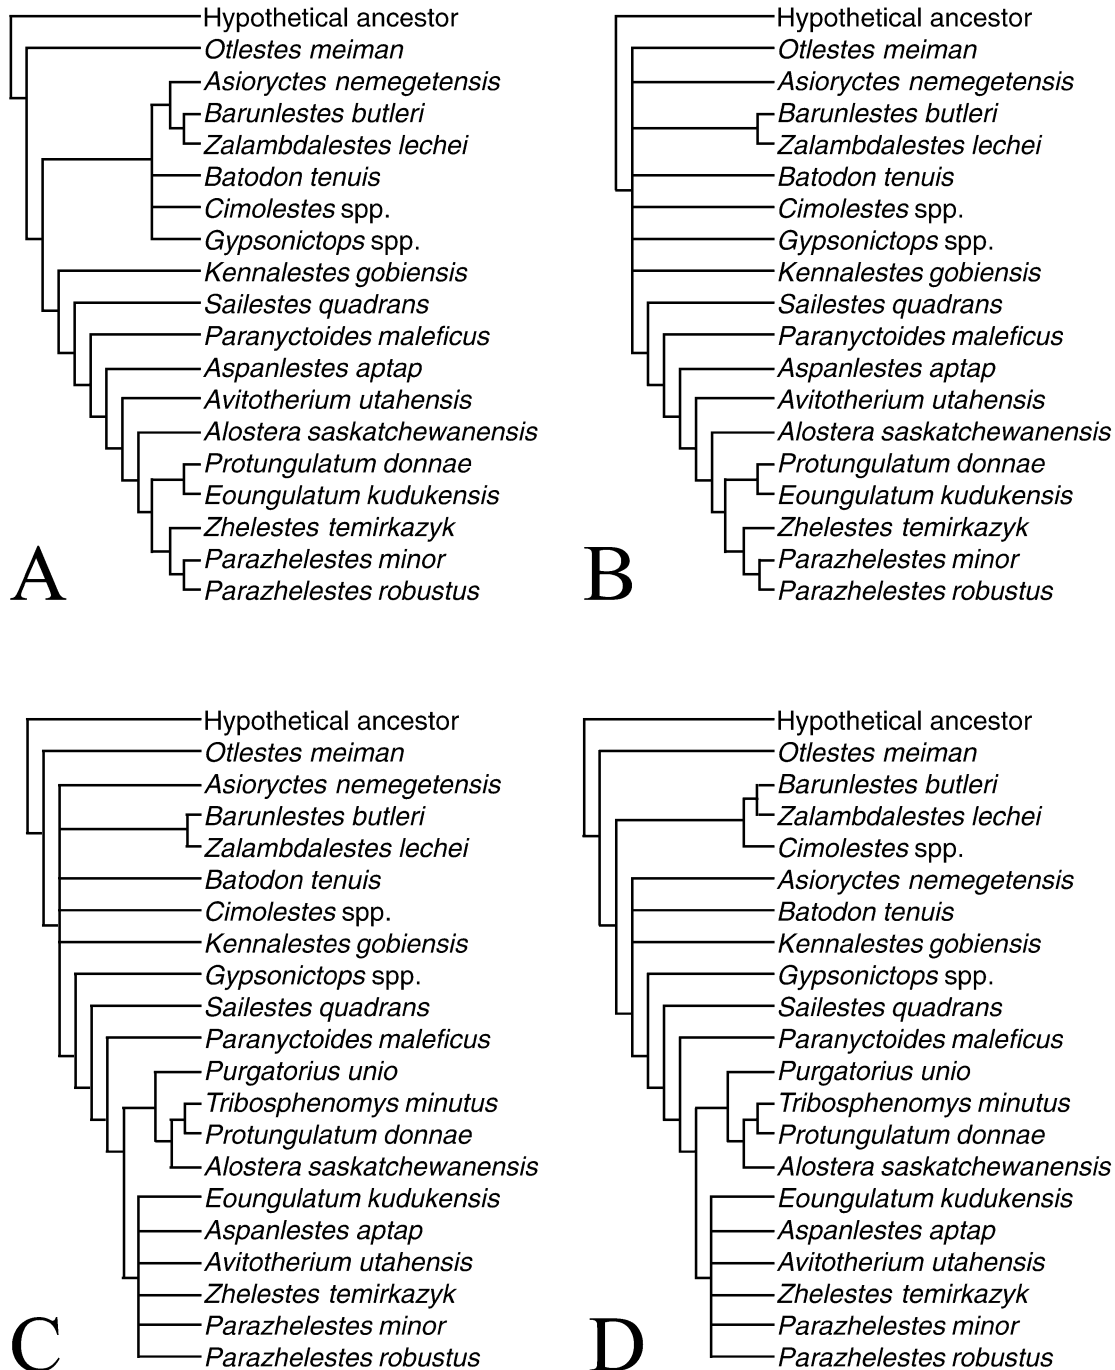 Hypothetical ancestor
Otlestes meiman
Asioryctes nemegetensis
Barunlestes butleri
Zalambdalestes lechei
Batodon tenuis
Cimolestes spp.
Gypsonictops spp.
Kennalestes gobiensis
Sailestes quadrans
Paranyctoides maleficus
Aspanlestes aptap
Avitotherium utahensis
Alostera saskatchewanensis
Protungulatum donnae
Eoungulatum kudukensis
Zhelestes temirkazyk
Parazhelestes minor
Parazhelestes robustus
A
Hypothetical ancestor
Otlestes meiman
Asioryctes nemegetensis
Barunlestes butleri
Zalambdalestes lechei
Batodon tenuis
Cimolestes spp.
Gypsonictops spp.
Kennalestes gobiensis
Sailestes quadrans
Paranyctoides maleficus
Aspanlestes aptap
Avitotherium utahensis
Alostera saskatchewanensis
Protungulatum donnae
Eoungulatum kudukensis
Zhelestes temirkazyk
Parazhelestes minor
Parazhelestes robustus
B
Hypothetical ancestor
Otlestes meiman
Asioryctes nemegetensis
Barunlestes butleri
Zalambdalestes lechei
Batodon tenuis
Cimolestes spp.
Kennalestes gobiensis
Gypsonictops spp.
Sailestes quadrans
Paranyctoides maleficus
Purgatorius unio
Tribosphenomys minutus
Protungulatum donnae
Alostera saskatchewanensis
Eoungulatum kudukensis
Aspanlestes aptap
Avitotherium utahensis
Zhelestes temirkazyk
Parazhelestes minor
Parazhelestes robustus
C
Hypothetical ancestor
Otlestes meiman
Barunlestes butleri
Zalambdalestes lechei
Cimolestes spp.
Asioryctes nemegetensis
Batodon tenuis
Kennalestes gobiensis
Gypsonictops spp.
Sailestes quadrans
Paranyctoides maleficus
Purgatorius unio
Tribosphenomys minutus
Protungulatum donnae
Alostera saskatchewanensis
Eoungulatum kudukensis
Aspanlestes aptap
Avitotherium utahensis
Zhelestes temirkazyk
Parazhelestes minor
Parazhelestes robustus
D